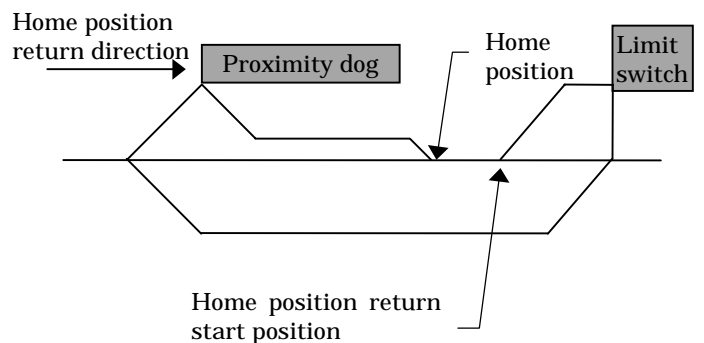 Home position
return direction
Proximity dog
Home
position
Limit
switch
Home position return
start position